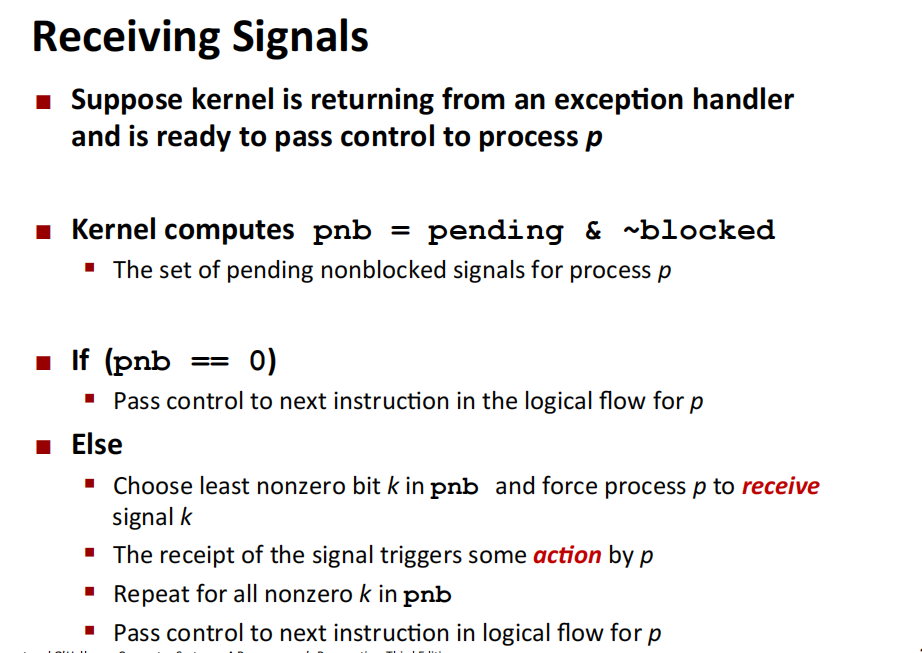 Receiving Signals
■ Suppose kernel is returning from an exception handler
and is ready to pass control to process p
■ Kernel computes pnb = pending & ~blocked
▪ The set of pending nonblocked signals for process p
■ If (pnb == 0)
▪ Pass control to next instruction in the logical flow for p
■ Else
▪ Choose least nonzero bit k in pnb and force process p to receive
signal k
▪ The receipt of the signal triggers some action by p
▪ Repeat for all nonzero k in pnb
▪ Pass control to next instruction in logical flow for p